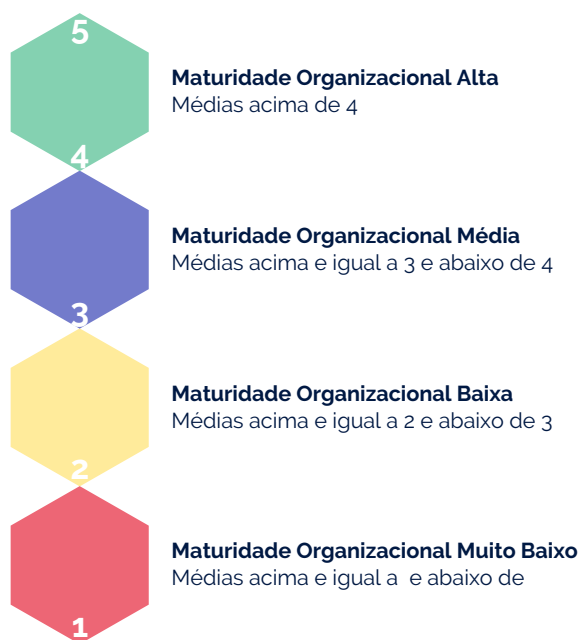 5
Maturidade Organizacional Alta
Médias acima de 4
4
Maturidade Organizacional Média
Médias acima e igual a 3 e abaixo de 4
3
Maturidade Organizacional Baixa
Médias acima e igual a 2 e abaixo de 3
2
Maturidade Organizacional Muito Baixo
Médias acima e igual a  e abaixo de
1